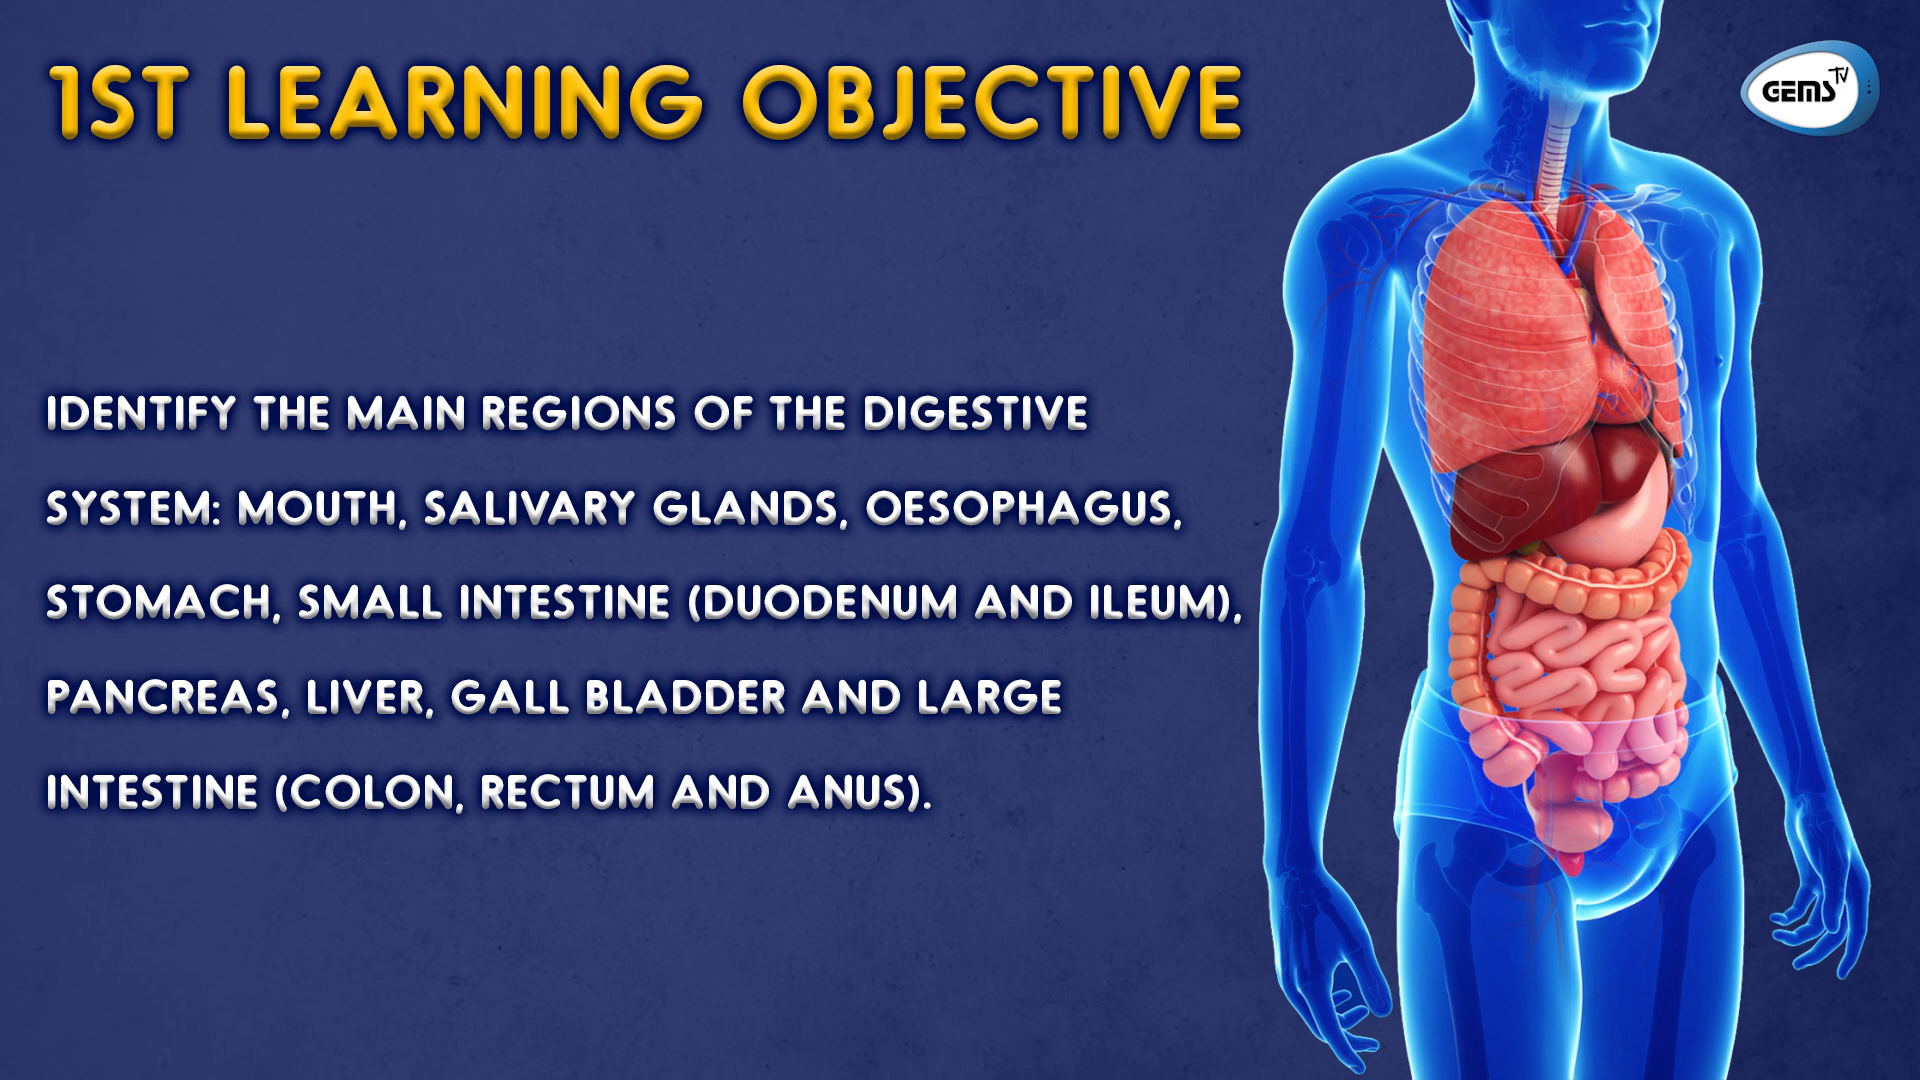 1ST LEARNING OBJECTIVE
GEMS TV
IDENTIFY THE MAIN REGIONS OF THE DIGESTIVE
SYSTEM: MOUTH, SALIVARY GLANDS, OESOPHAGUS,
STOMACH, SMALL INTESTINE (DUODENUM AND ILEUM),
PANCREAS, LIVER, GALL BLADDER AND LARGE
INTESTINE (COLON, RECTUM AND ANUS).